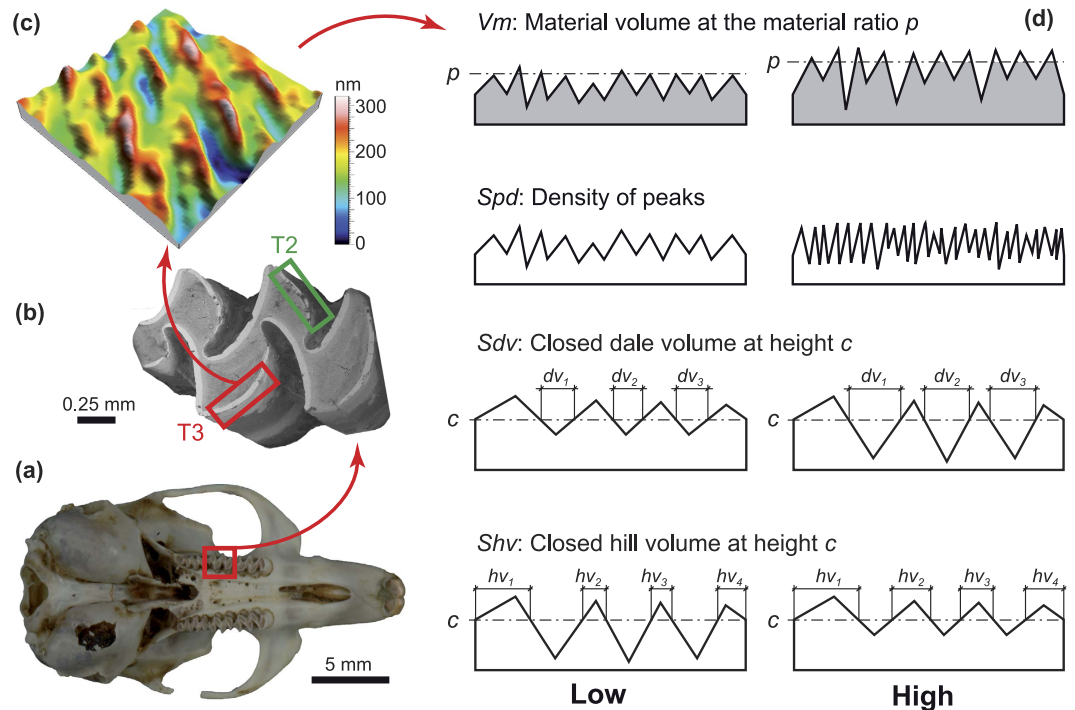 (c)
nm
300
200
100
0
T2
(b)
0.25 mm
T3
(a)
5 mm
(d)
Vm: Material volume at the material ratio p
p
p
Spd: Density of peaks
Sdv: Closed dale volume at height c
dv1 dv2 dv3
c
dv1 dv2 dv3
c
Shv: Closed hill volume at height c
hv1 hv2 hv3 hv4
c
hv1 hv2 hv3 hv4
c
Low
High